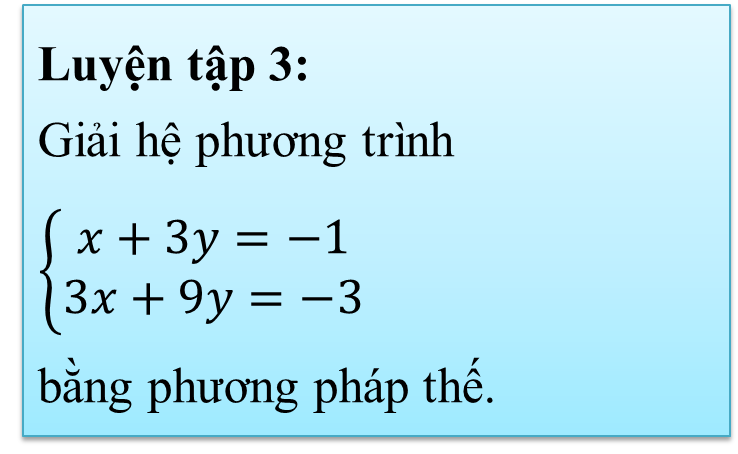 Luyện tập 3:
Giải hệ phương trình
x + 3y = −1
3x + 9y = −3
bằng phương pháp thế.